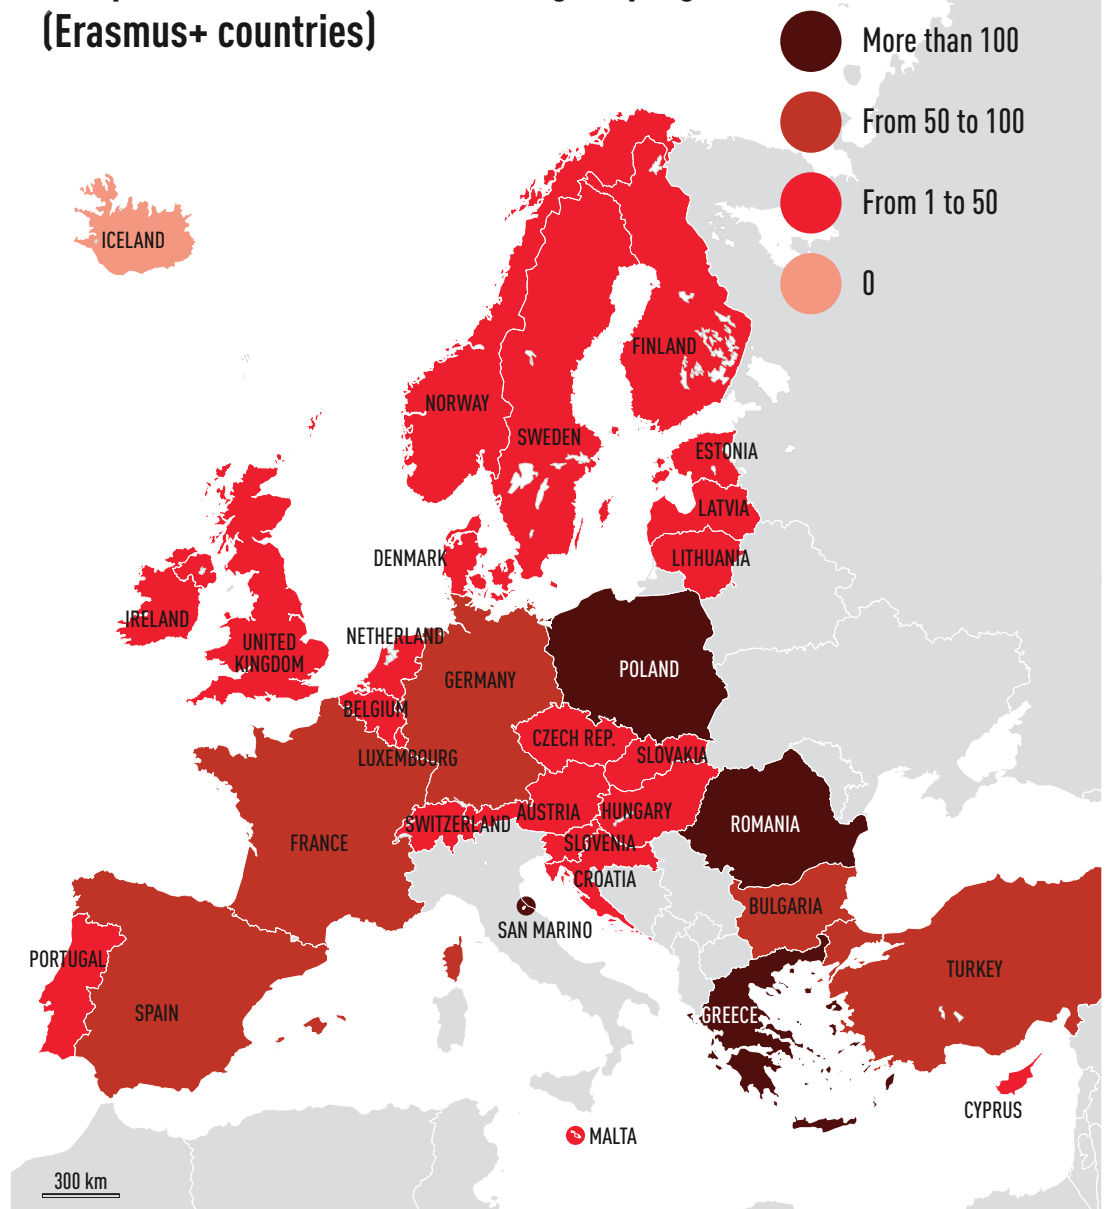 (Erasmus+ countries)
More than 100
From 50 to 100
From 1 to 50
0
ICELAND
FINLAND
NORWAY
SWEDEN
ESTONIA
LATVIA
DENMARK
LITHUANIA
IRELAND
NETHERLAND
UNITED
KINGDOM
POLAND
GERMANY
BELGIUM
CZECH REP.
SLOVAKIA
LUXEMBOURG
AUSTRIA
HUNGARY
SWITZERLAND
ROMANIA
FRANCE
SLOVENIA
CROATIA
BULGARIA
SAN MARINO
PORTUGAL
TURKEY
SPAIN
GREECE
CYPRUS
MALTA
300 km